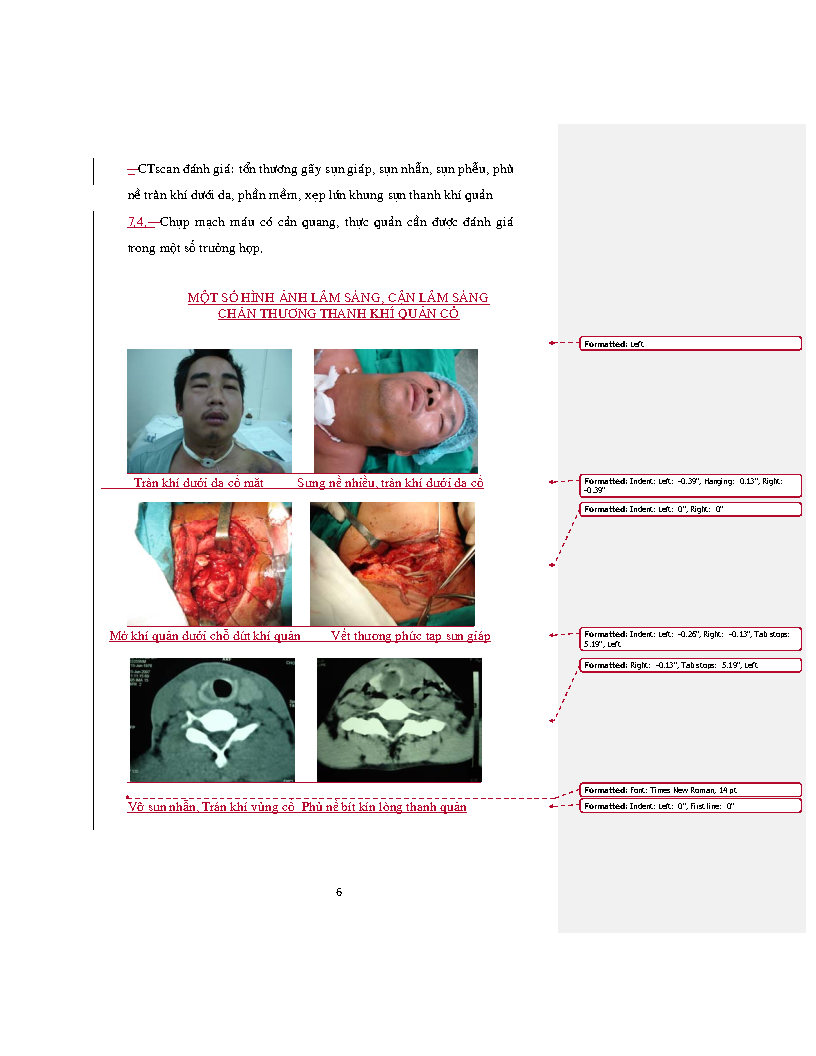 CTscan đánh giá: tổn thương gãy sụn giáp, sụn nhẫn, sụn phễu, phù
nề tràn khí dưới da, phần mềm, xẹp lún khung sụn thanh khí quản
7.4. Chụp mạch máu có cản quang, thực quản cần được đánh giá
trong một số trường hợp.
MỘT SỐ HÌNH ẢNH LÂM SÀNG, CẬN LÂM SÀNG
CHẤN THƯƠNG THANH KHÍ QUẢN CỔ
Formatted: Left
Tràn khí dưới da cổ mặt Sưng nề nhiều, tràn khí dưới da cổ
Formatted: Indent: Left: -0.39", Hanging: 0.13", Right:
-0.39"
Formatted: Indent: Left: 0", Right: 0"
Mở khí quản dưới chỗ đứt khí quản Vết thương phức tạp sụn giáp
Formatted: Indent: Left: -0.26", Right: -0.13", Tab stops:
5.19", Left
Formatted: Right: -0.13", Tab stops: 5.19", Left
Formatted: Font: Times New Roman, 14 pt
Vỡ sụn nhẫn, Tràn khí vùng cổ Phù nề bít kín lòng thanh quản
Formatted: Indent: Left: 0", First line: 0"
6